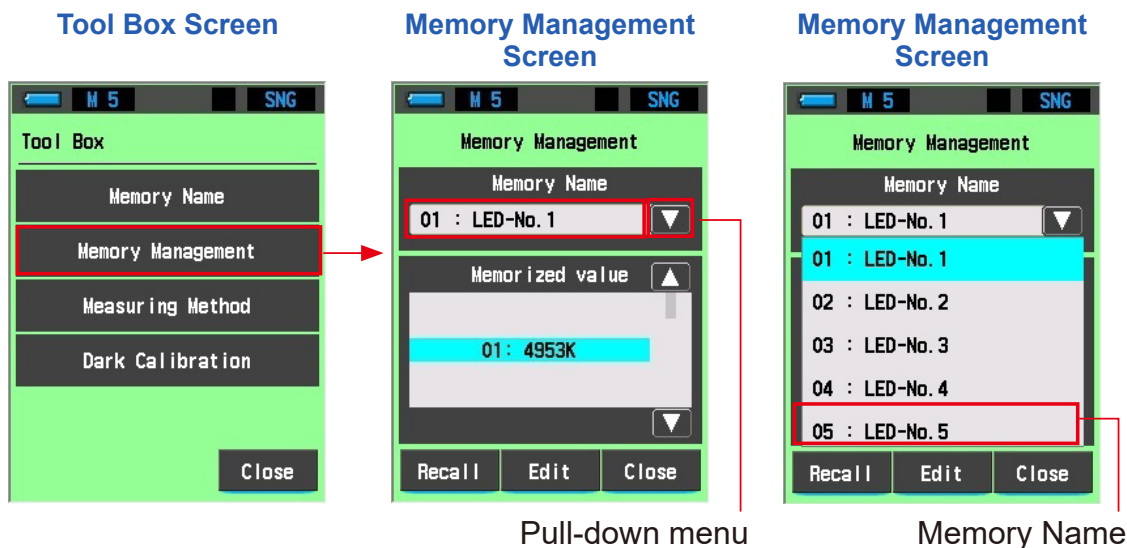 Tool Box Screen
M 5 SNG
Tool Box
Memory Name
Memory Management
Measuring Method
Dark Calibration
Close
Memory Management
Screen
M 5 SNG
Memory Management
Memory Name
01 : LED-No.1 ▼
Memorized value ▲
01: 4953K
▼
Recall Edit Close
Pull-down menu
Memory Management
Screen
M 5 SNG
Memory Management
Memory Name
01 : LED-No.1 ▼
01 : LED-No.1
02 : LED-No.2
03 : LED-No.3
04 : LED-No.4
05 : LED-No.5
Recall Edit Close
Memory Name